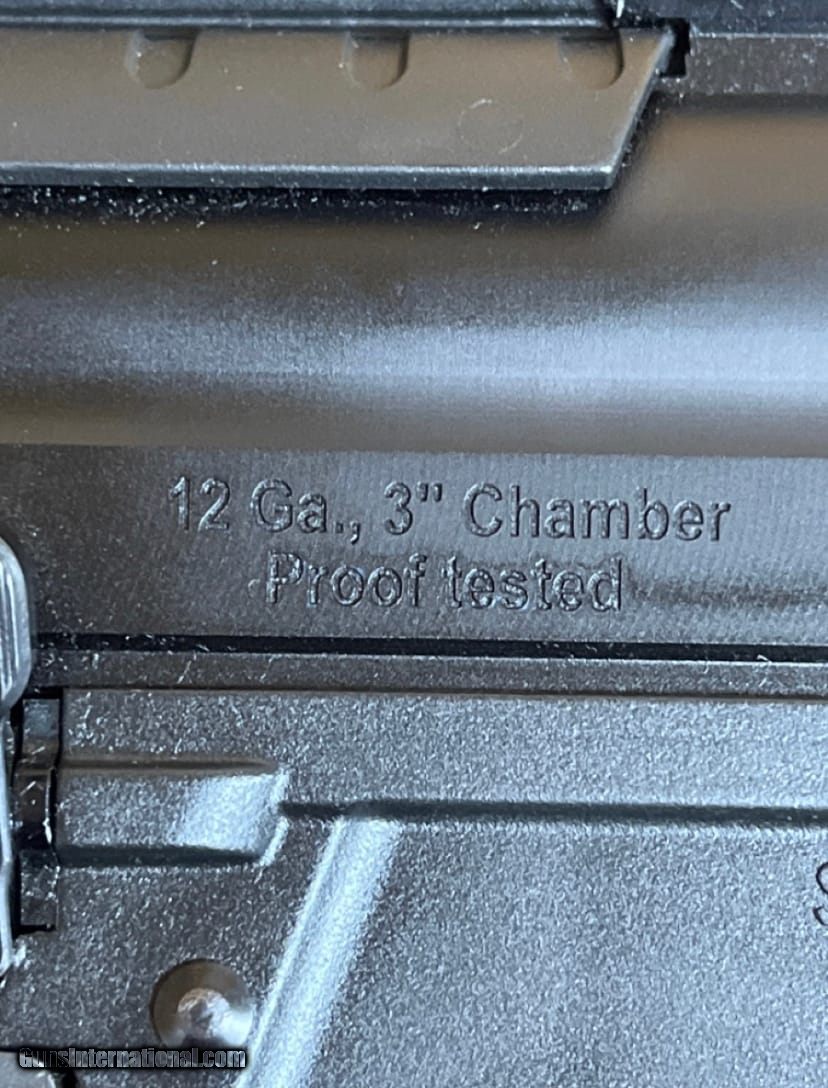 12 Ga., 3" Chamber
Proof tested
S
GunsInternational.com